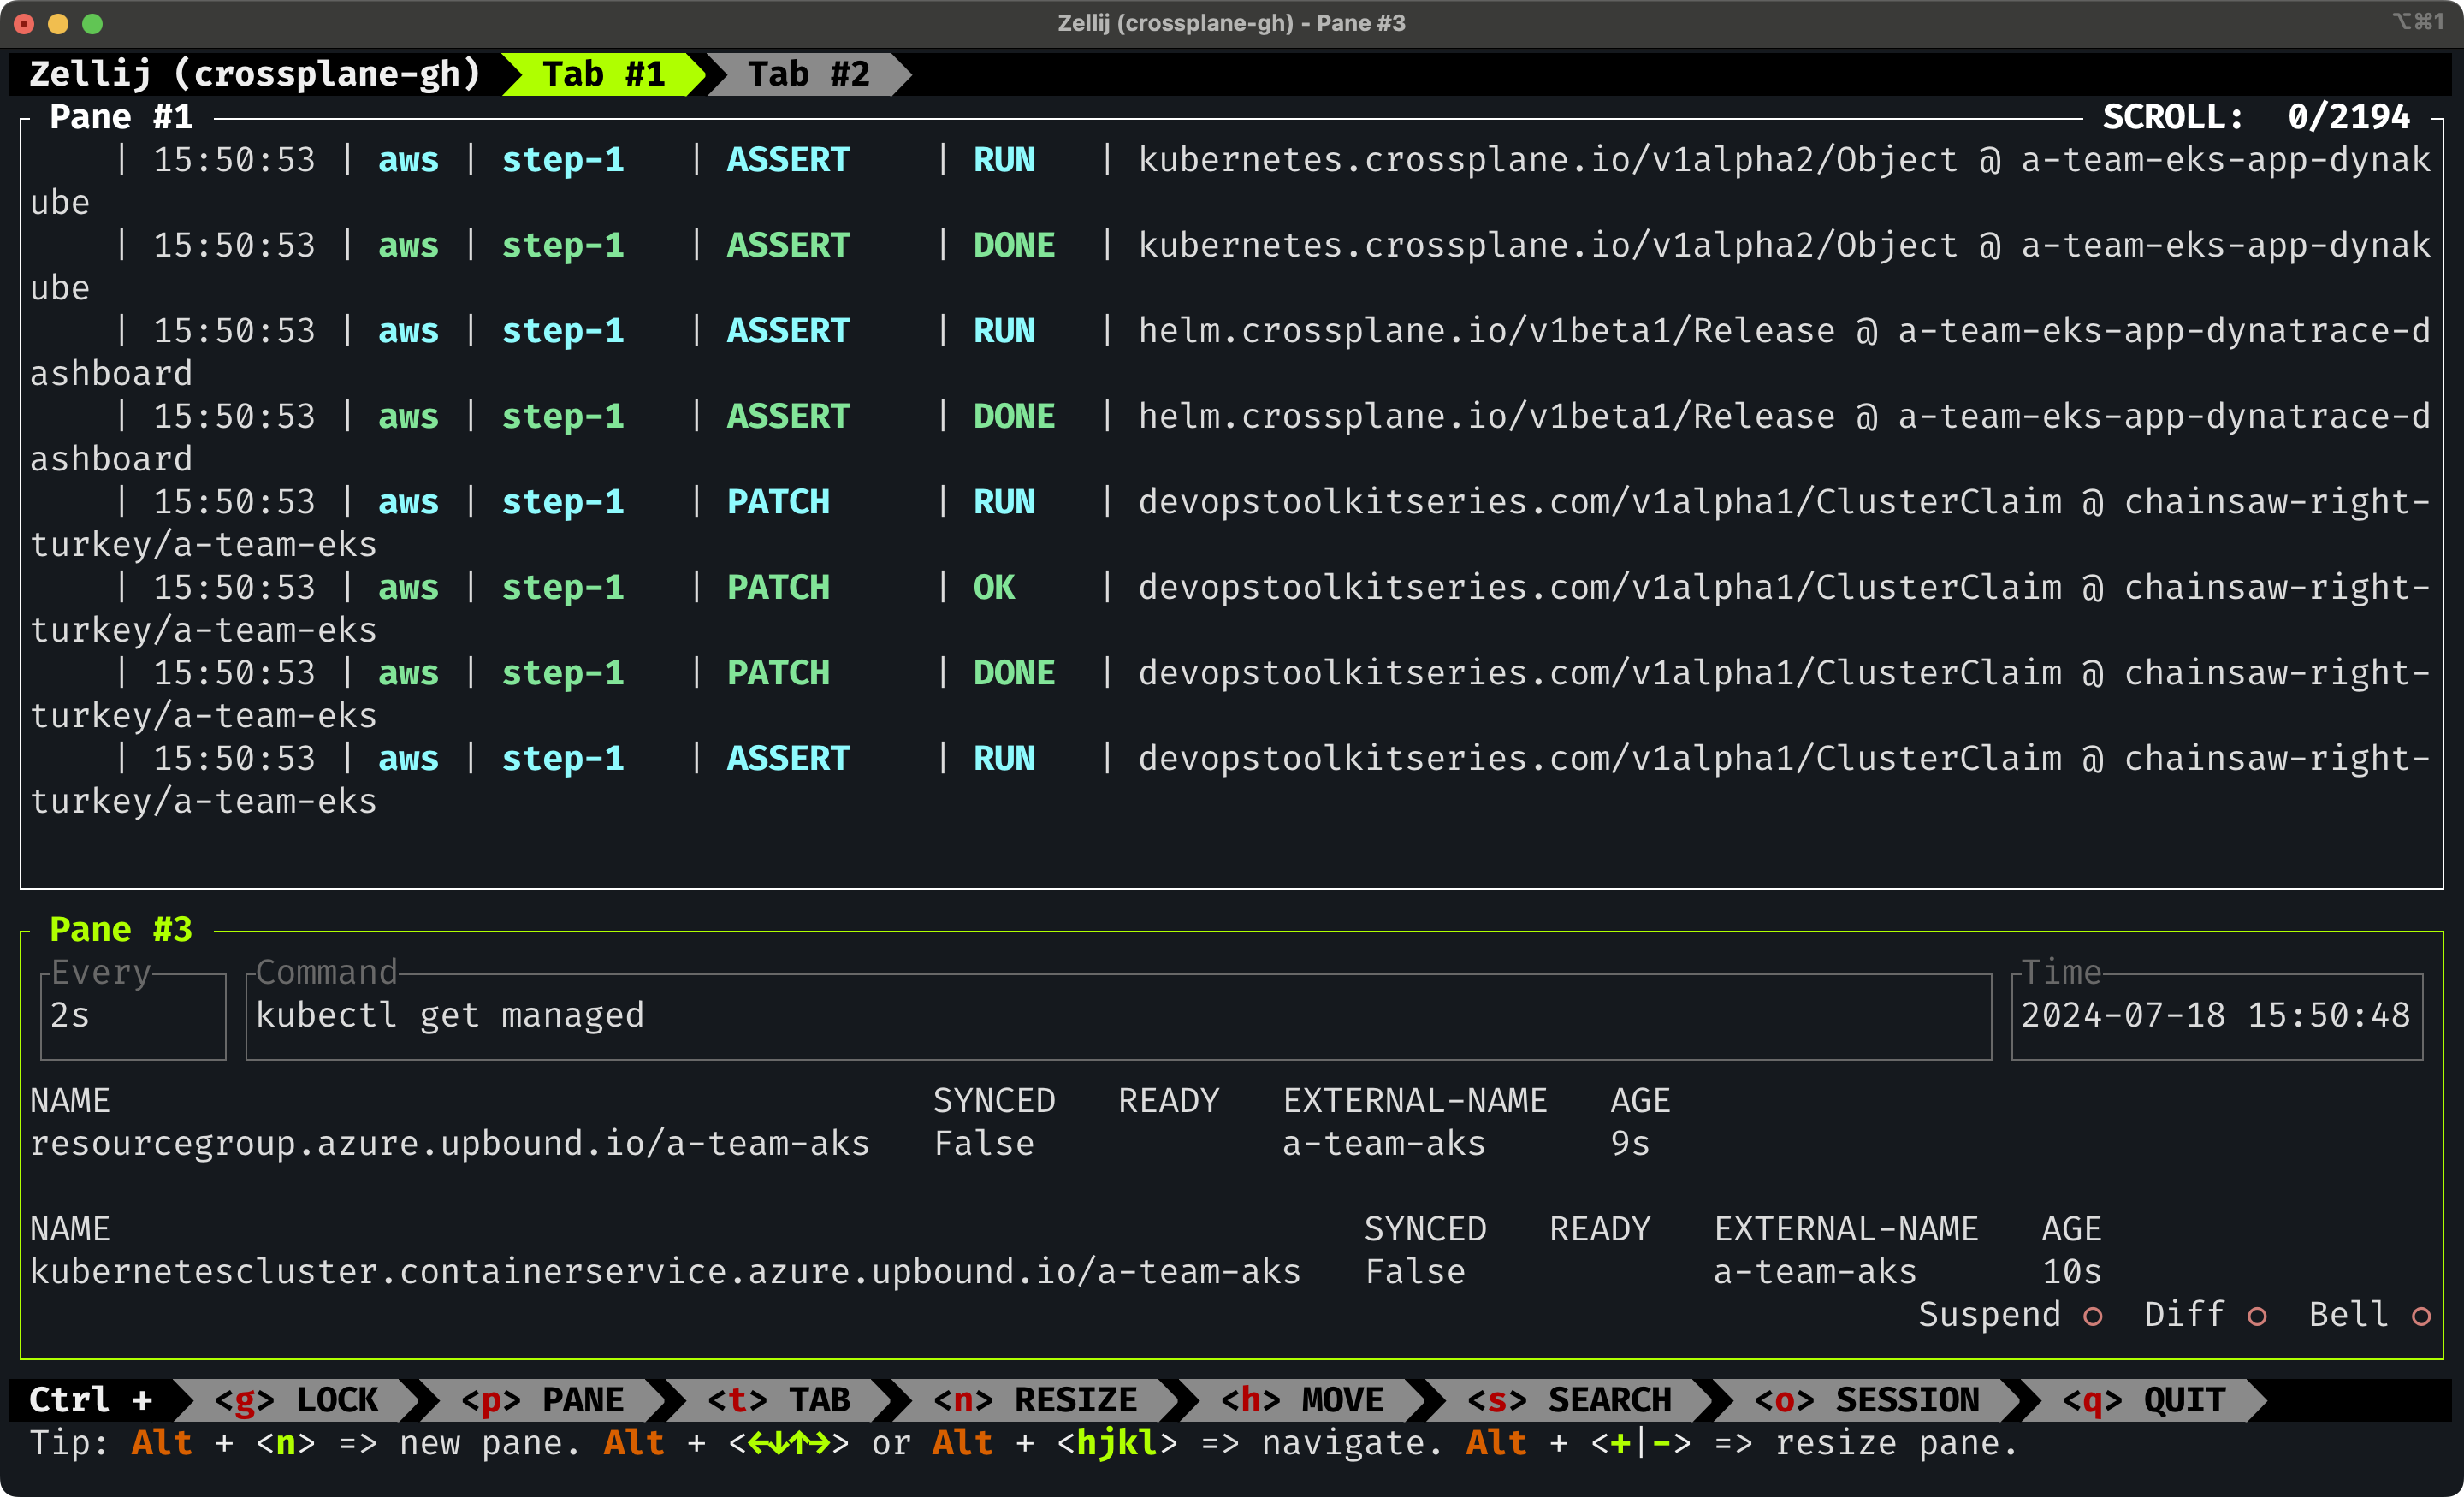 Zellij (crossplane-gh) - Pane #3 ⌥⌘1
Zellij (crossplane-gh) Tab #1 Tab #2
Pane #1 SCROLL: 0/2194
| 15:50:53 | aws | step-1 | ASSERT | RUN | kubernetes.crossplane.io/v1alpha2/Object @ a-team-eks-app-dynak
ube
| 15:50:53 | aws | step-1 | ASSERT | DONE | kubernetes.crossplane.io/v1alpha2/Object @ a-team-eks-app-dynak
ube
| 15:50:53 | aws | step-1 | ASSERT | RUN | helm.crossplane.io/v1beta1/Release @ a-team-eks-app-dynatrace-d
ashboard
| 15:50:53 | aws | step-1 | ASSERT | DONE | helm.crossplane.io/v1beta1/Release @ a-team-eks-app-dynatrace-d
ashboard
| 15:50:53 | aws | step-1 | PATCH | RUN | devopstoolkitseries.com/v1alpha1/ClusterClaim @ chainsaw-right-
turkey/a-team-eks
| 15:50:53 | aws | step-1 | PATCH | OK | devopstoolkitseries.com/v1alpha1/ClusterClaim @ chainsaw-right-
turkey/a-team-eks
| 15:50:53 | aws | step-1 | PATCH | DONE | devopstoolkitseries.com/v1alpha1/ClusterClaim @ chainsaw-right-
turkey/a-team-eks
| 15:50:53 | aws | step-1 | ASSERT | RUN | devopstoolkitseries.com/v1alpha1/ClusterClaim @ chainsaw-right-
turkey/a-team-eks
Pane #3
Every Command Time
2s kubectl get managed 2024-07-18 15:50:48
NAME SYNCED READY EXTERNAL-NAME AGE
resourcegroup.azure.upbound.io/a-team-aks False a-team-aks 9s
NAME SYNCED READY EXTERNAL-NAME AGE
kubernetescluster.containerservice.azure.upbound.io/a-team-aks False a-team-aks 10s
Suspend ○ Diff ○ Bell ○
Ctrl + <g> LOCK <p> PANE <t> TAB <n> RESIZE <h> MOVE <s> SEARCH <o> SESSION <q> QUIT
Tip: Alt + <n> => new pane. Alt + <←↓↑→> or Alt + <hjkl> => navigate. Alt + <+|-> => resize pane.